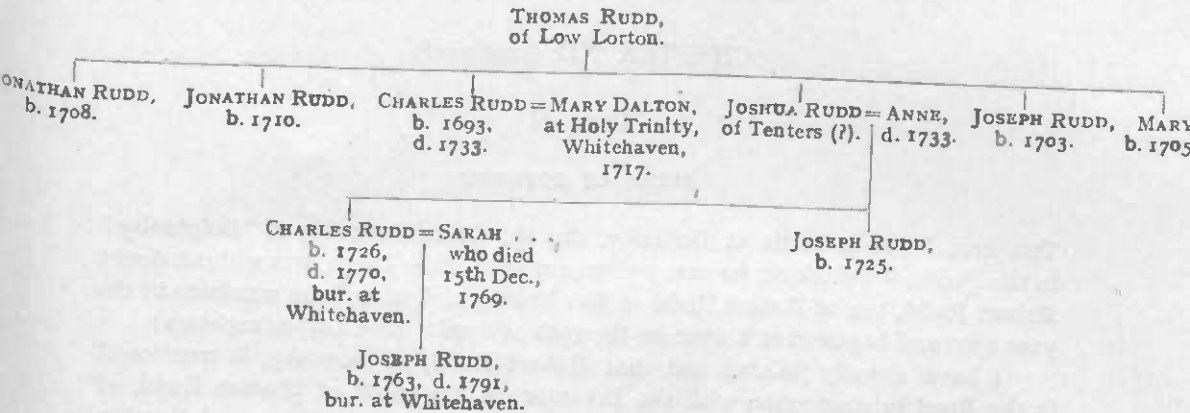 THOMAS RUDD,
of Low Lorton.
ONATHAN RUDD,
b. 1708.
JONATHAN RUDD,
b. 1710.
CHARLES RUDD = MARY DALTON,
b. 1693,
d. 1733.
at Holy Trinity,
Whitehaven,
1717.
JOSHUA RUDD = ANNE,
of Tenters (?).
d. 1733.
JOSEPH RUDD,
b. 1703.
MARY
b. 1705
CHARLES RUDD = SARAH . .
b. 1726,
d. 1770,
bur. at
Whitehaven.
who died
15th Dec.,
1769.
JOSEPH RUDD,
b. 1725.
JOSEPH RUDD,
b. 1763, d. 1791,
bur. at Whitehaven.